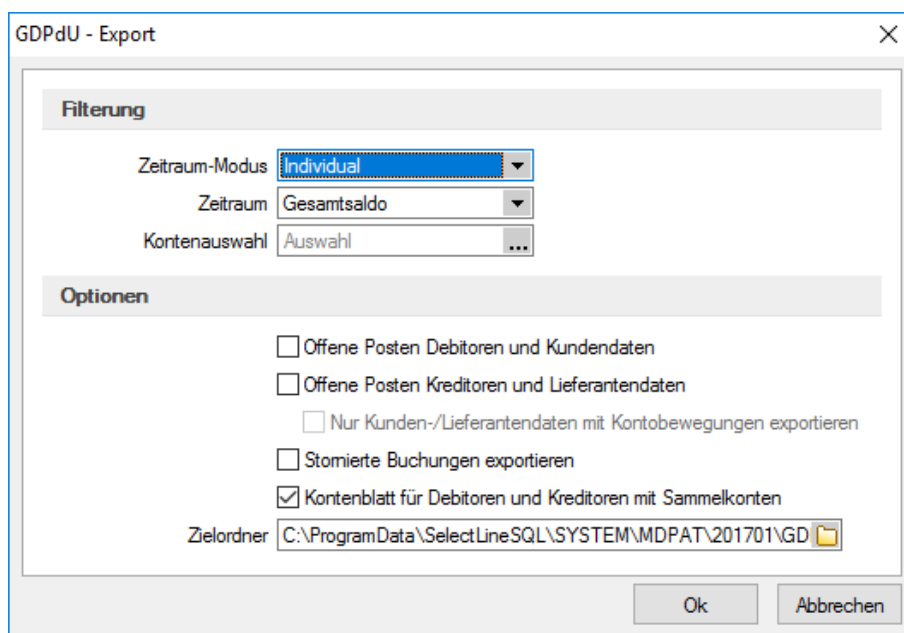 GDPdU - Export
Filterung
Zeitraum-Modus Individual
Zeitraum Gesamtsaldo
Kontenauswahl Auswahl ...
Optionen
Offene Posten Debitoren und Kundendaten
Offene Posten Kreditoren und Lieferantendaten
Nur Kunden-/Lieferantendaten mit Kontobewegungen exportieren
Stornierte Buchungen exportieren
Kontenblatt für Debitoren und Kreditoren mit Sammelkonten
Zielordner C:\ProgramData\SelectLineSQL\SYSTEM\MDPAT\201701\GD
Ok Abbrechen